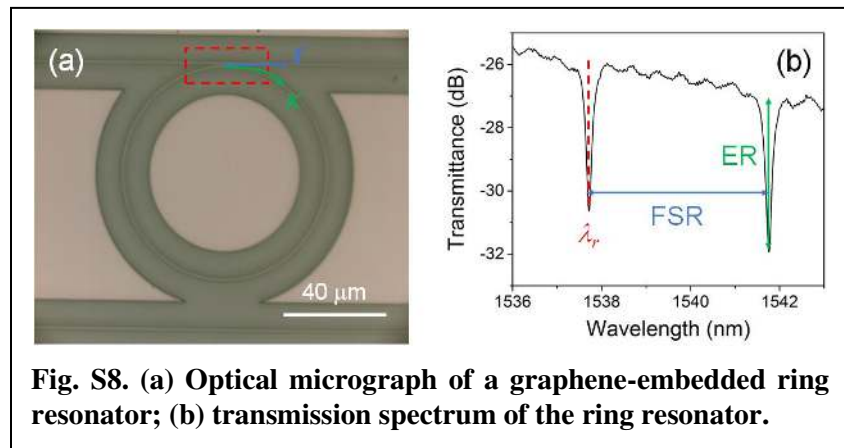 (a)
40 μm
(b)
Transmittance (dB)
-26
-28
-30
-32
ER
FSR
λr
1536
1538
1540
1542
Wavelength (nm)
Fig. S8. (a) Optical micrograph of a graphene-embedded ring
resonator; (b) transmission spectrum of the ring resonator.